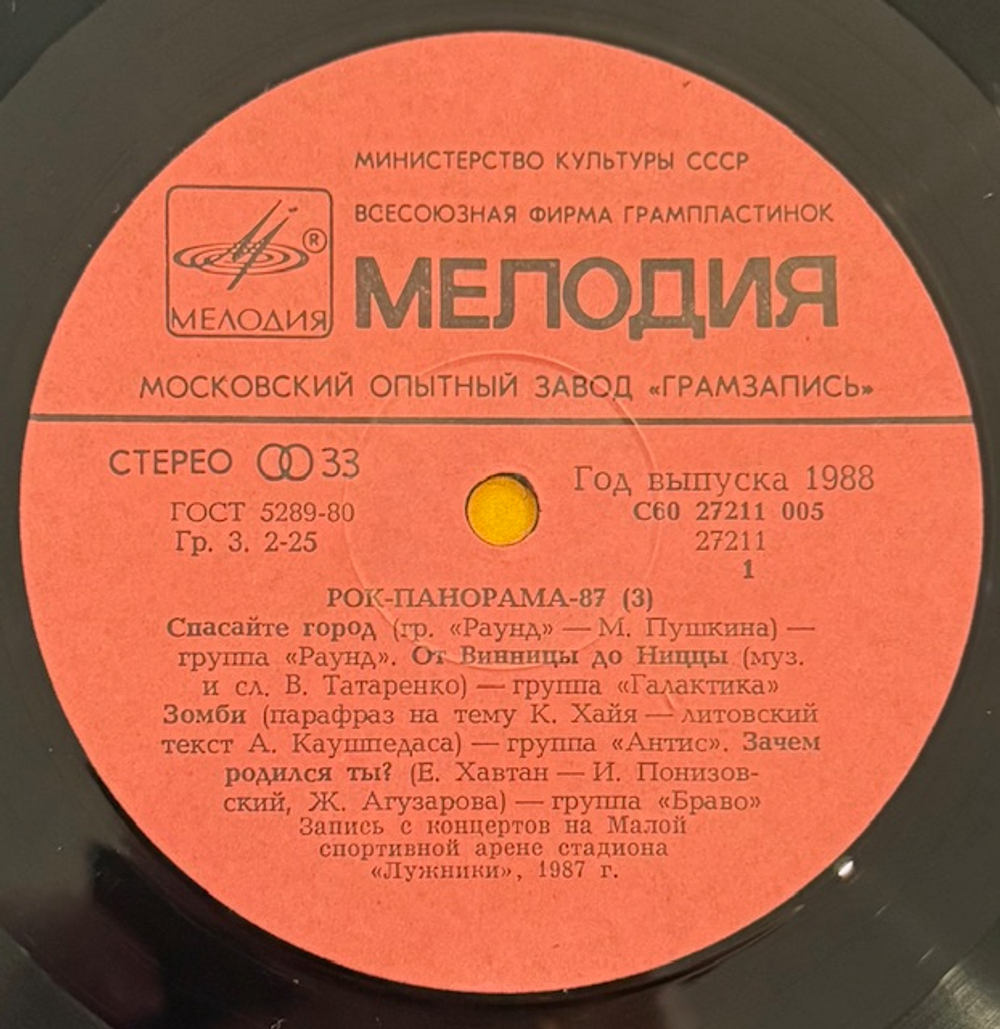 МИНИСТЕРСТВО КУЛЬТУРЫ СССР
ВСЕСОЮЗНАЯ ФИРМА ГРАМПЛАСТИНОК
®
МЕЛОДИЯ
МЕЛОДИЯ
МОСКОВСКИЙ ОПЫТНЫЙ ЗАВОД «ГРАМЗАПИСЬ»
СТЕРЕО 33
Год выпуска 1988
ГОСТ 5289-80
С60 27211 005
Гр. 3. 2-25
27211
1
РОК-ПАНОРАМА-87 (3)
Спасайте город (гр. «Раунд» — М. Пушкина) —
группа «Раунд». От Винницы до Ниццы (муз.
и сл. В. Татаренко) — группа «Галактика»
Зомби (парафраз на тему К. Хайя — литовский
текст А. Каушпедаса) — группа «Антис». Зачем
родился ты? (Е. Хавтан — И. Понизов-
ский, Ж. Агузарова) — группа «Браво»
Запись с концертов на Малой
спортивной арене стадиона
«Лужники», 1987 г.